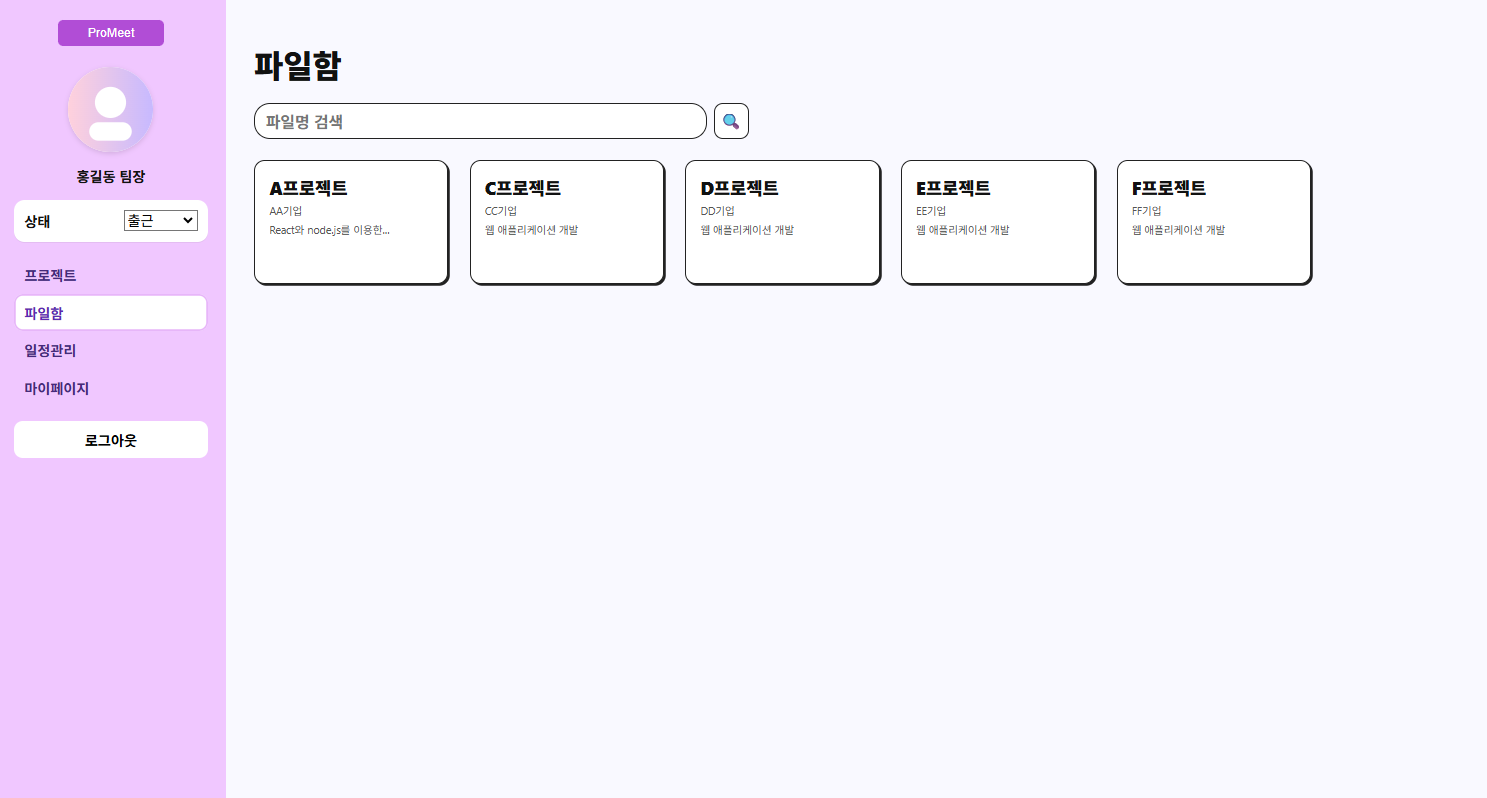 ProMeet
홍길동 팀장
상태
출근
프로젝트
파일함
일정관리
마이페이지
로그아웃
파일함
파일명 검색
A프로젝트
AA기업
React와 node.js를 이용한...
C프로젝트
CC기업
웹 애플리케이션 개발
D프로젝트
DD기업
웹 애플리케이션 개발
E프로젝트
EE기업
웹 애플리케이션 개발
F프로젝트
FF기업
웹 애플리케이션 개발